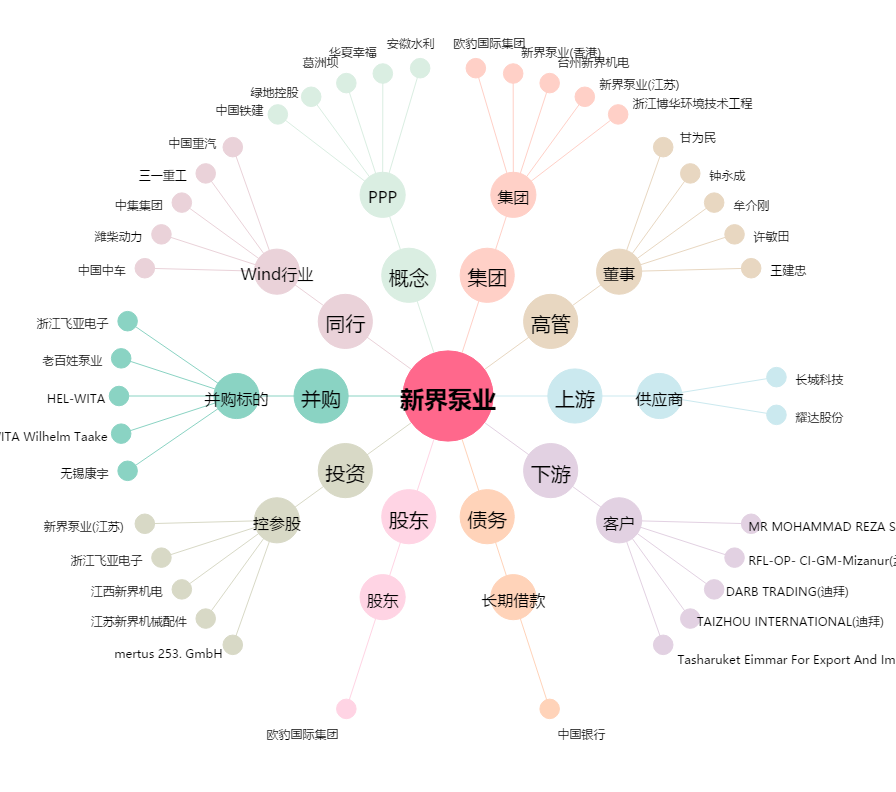 安徽水利
欧豹国际集团
华夏幸福
新界泵业(香港)
葛洲坝
台州新界机电
绿地控股
新界泵业(江苏)
中国铁建
浙江博华环境技术工程
中国重汽
甘为民
三一重工
钟永成
中集集团
牟介刚
潍柴动力
许敏田
中国中车
王建忠
PPP
集团
Wind行业
概念
集团
董事
同行
高管
浙江飞亚电子
老百姓泵业
HEL-WITA
WITA Wilhelm Taake
无锡康宇
并购标的
并购
新界泵业
上游
供应商
长城科技
耀达股份
投资
下游
控参股
股东
债务
客户
新界泵业(江苏)
MR MOHAMMAD REZA S
浙江飞亚电子
RFL-OP- CI-GM-Mizanur(
江西新界机电
DARB TRADING(迪拜)
江苏新界机械配件
TAIZHOU INTERNATIONAL(迪拜)
mertus 253. GmbH
Tasharuket Eimmar For Export And Im
股东
长期借款
欧豹国际集团
中国银行